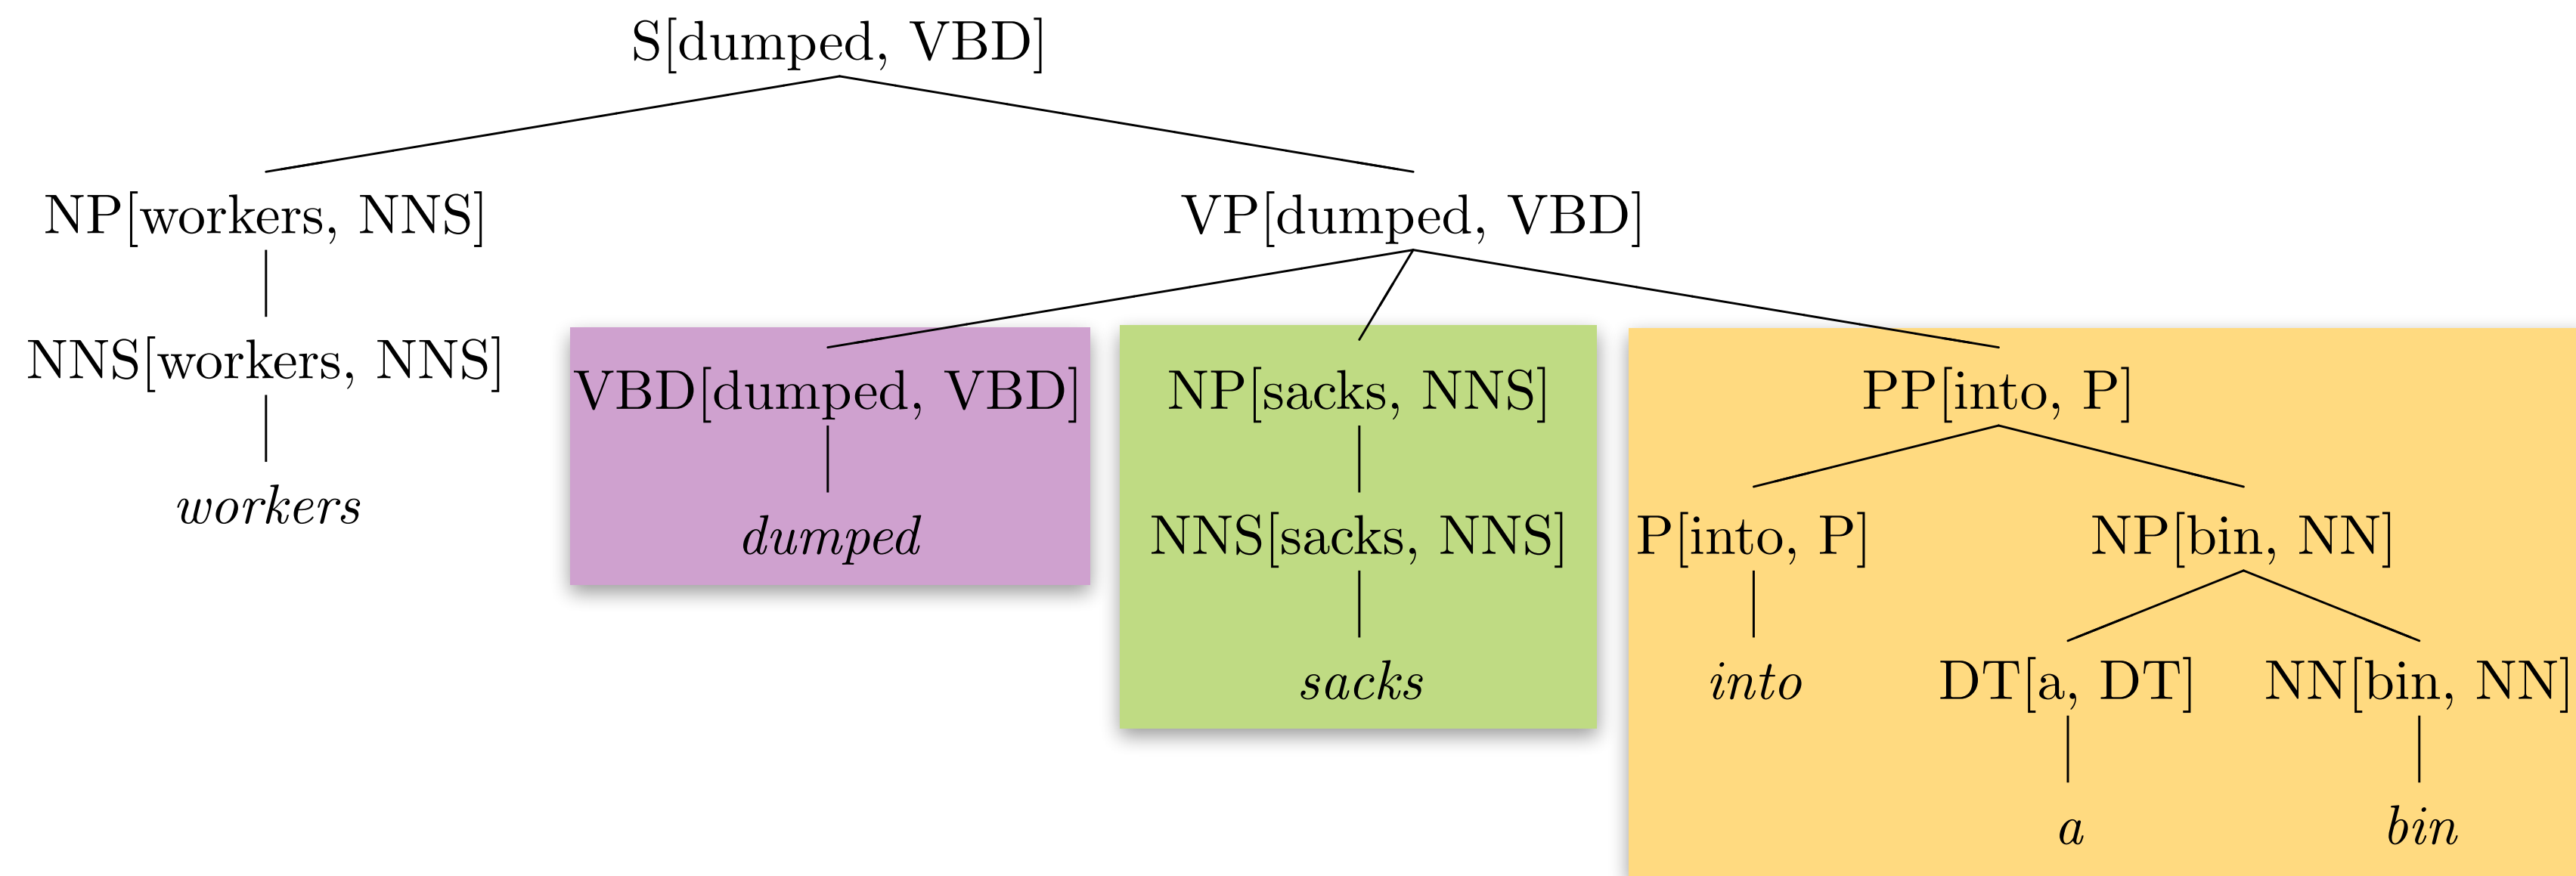 S[dumped, VBD]
NP[workers, NNS] VP[dumped, VBD]
NNS[workers, NNS] VBD[dumped, VBD] NP[sacks, NNS] PP[into, P]
workers dumped NNS[sacks, NNS] P[into, P] NP[bin, NN]
sacks into DT[a, DT] NN[bin, NN]
a bin